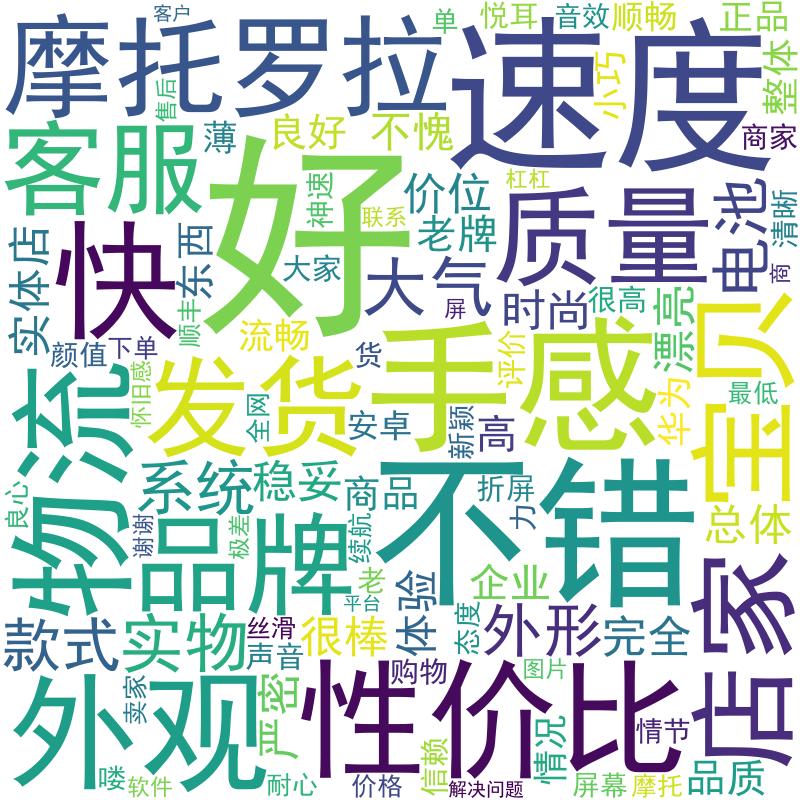 客户
摩托罗拉
速度
单
悦耳
音效
顺畅
正品
整体
小巧
售后
客服
薄
良好
不愧
商家
好
神速
联系
价位
杠杠
老牌
质量
电池
清晰
快
东西
实体店
大家
大气
屏
时尚
很高
商
漂亮
宝贝
顺丰
颜值
下单
流畅
货
手感
评价
华为
最低
怀旧感
发货
全网
安卓
新颖
高
物流
系统
稳妥
商品
不错
折屏
力
总体
良心
谢谢
品牌
极差
续航
老
平台
企业
店家
款式
实物
丝滑
声音
很棒
体验
态度
外形
完全
外观
卖家
严密
性价比
购物
图片
情节
信赖
情况
喽
软件
耐心
价格
解决问题
屏幕
摩托
品质